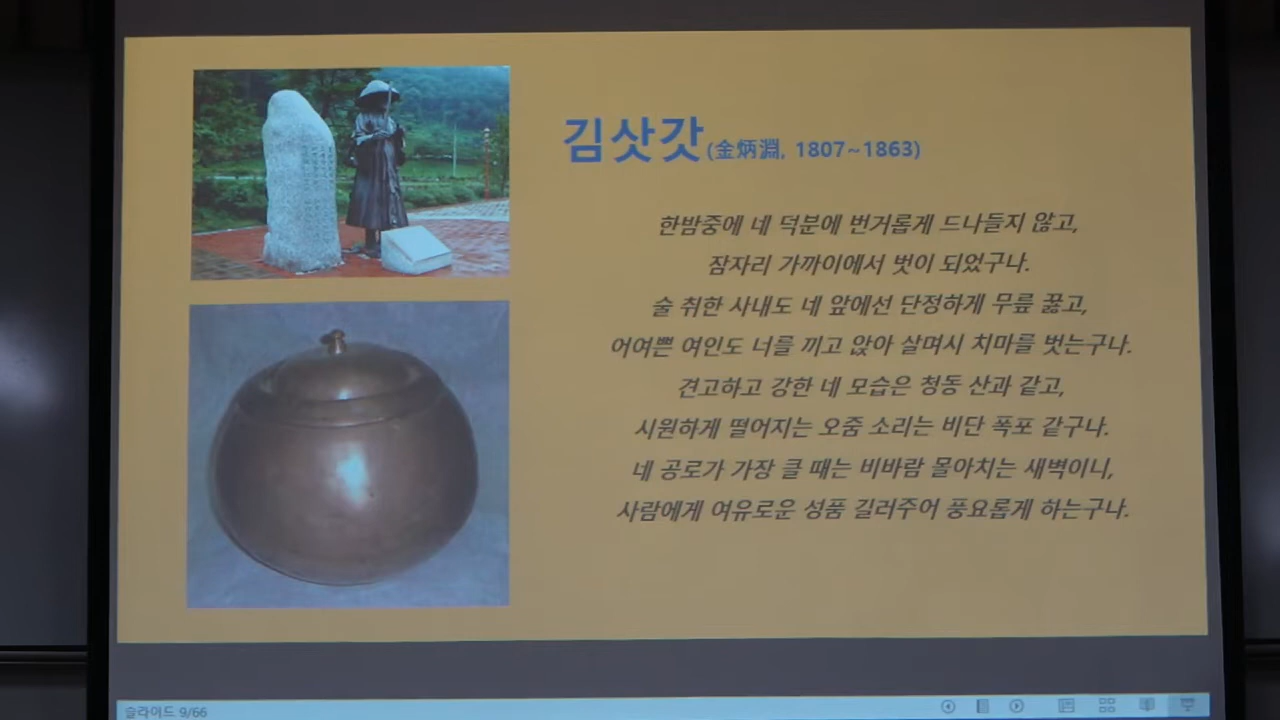 김삿갓(金炳淵, 1807~1863)
한밤중에 네 덕분에 번거롭게 드나들지 않고,
잠자리 가까이에서 벗이 되었구나.
술 취한 사내도 네 앞에선 단정하게 무릎 꿇고,
어여쁜 여인도 너를 끼고 앉아 살며시 치마를 벗는구나.
견고하고 강한 네 모습은 청동 산과 같고,
시원하게 떨어지는 오줌 소리는 비단 폭포 같구나.
네 공로가 가장 클 때는 비바람 몰아치는 새벽이니,
사람에게 여유로운 성품 길러주어 풍요롭게 하는구나.
슬라이드 9/66